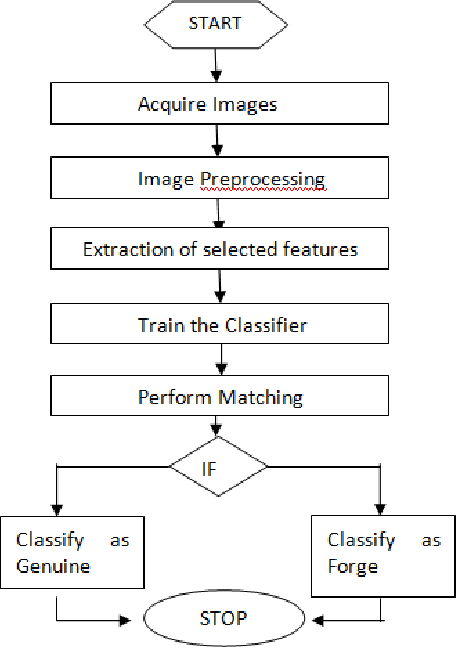 START
Acquire Images
Image Preprocessing
Extraction of selected features
Train the Classifier
Perform Matching
IF
Classify as
Genuine
Classify as
Forge
STOP